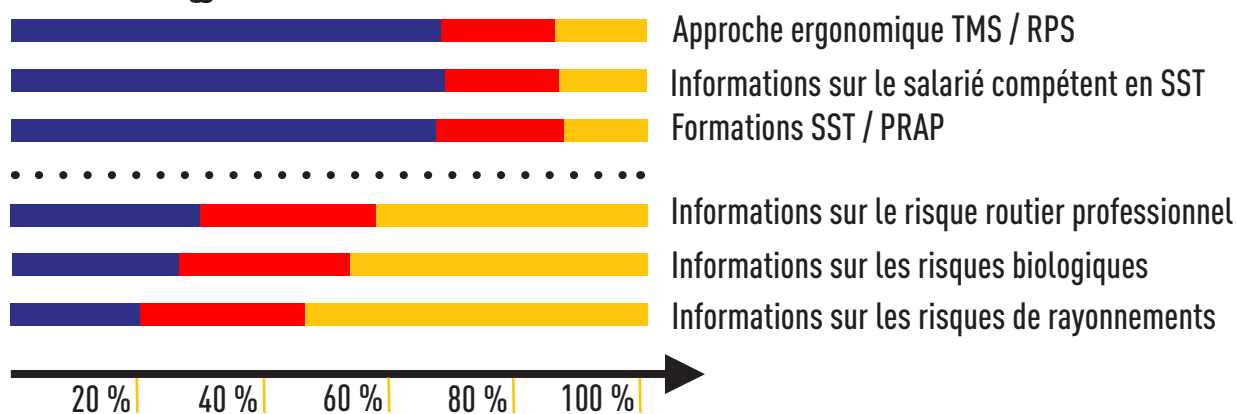 Approche ergonomique TMS / RPS
Informations sur le salarié compétent en SST
Formations SST / PRAP
Informations sur le risque routier professionnel
Informations sur les risques biologiques
Informations sur les risques de rayonnements
20 % 40 % 60 % 80 % 100 %